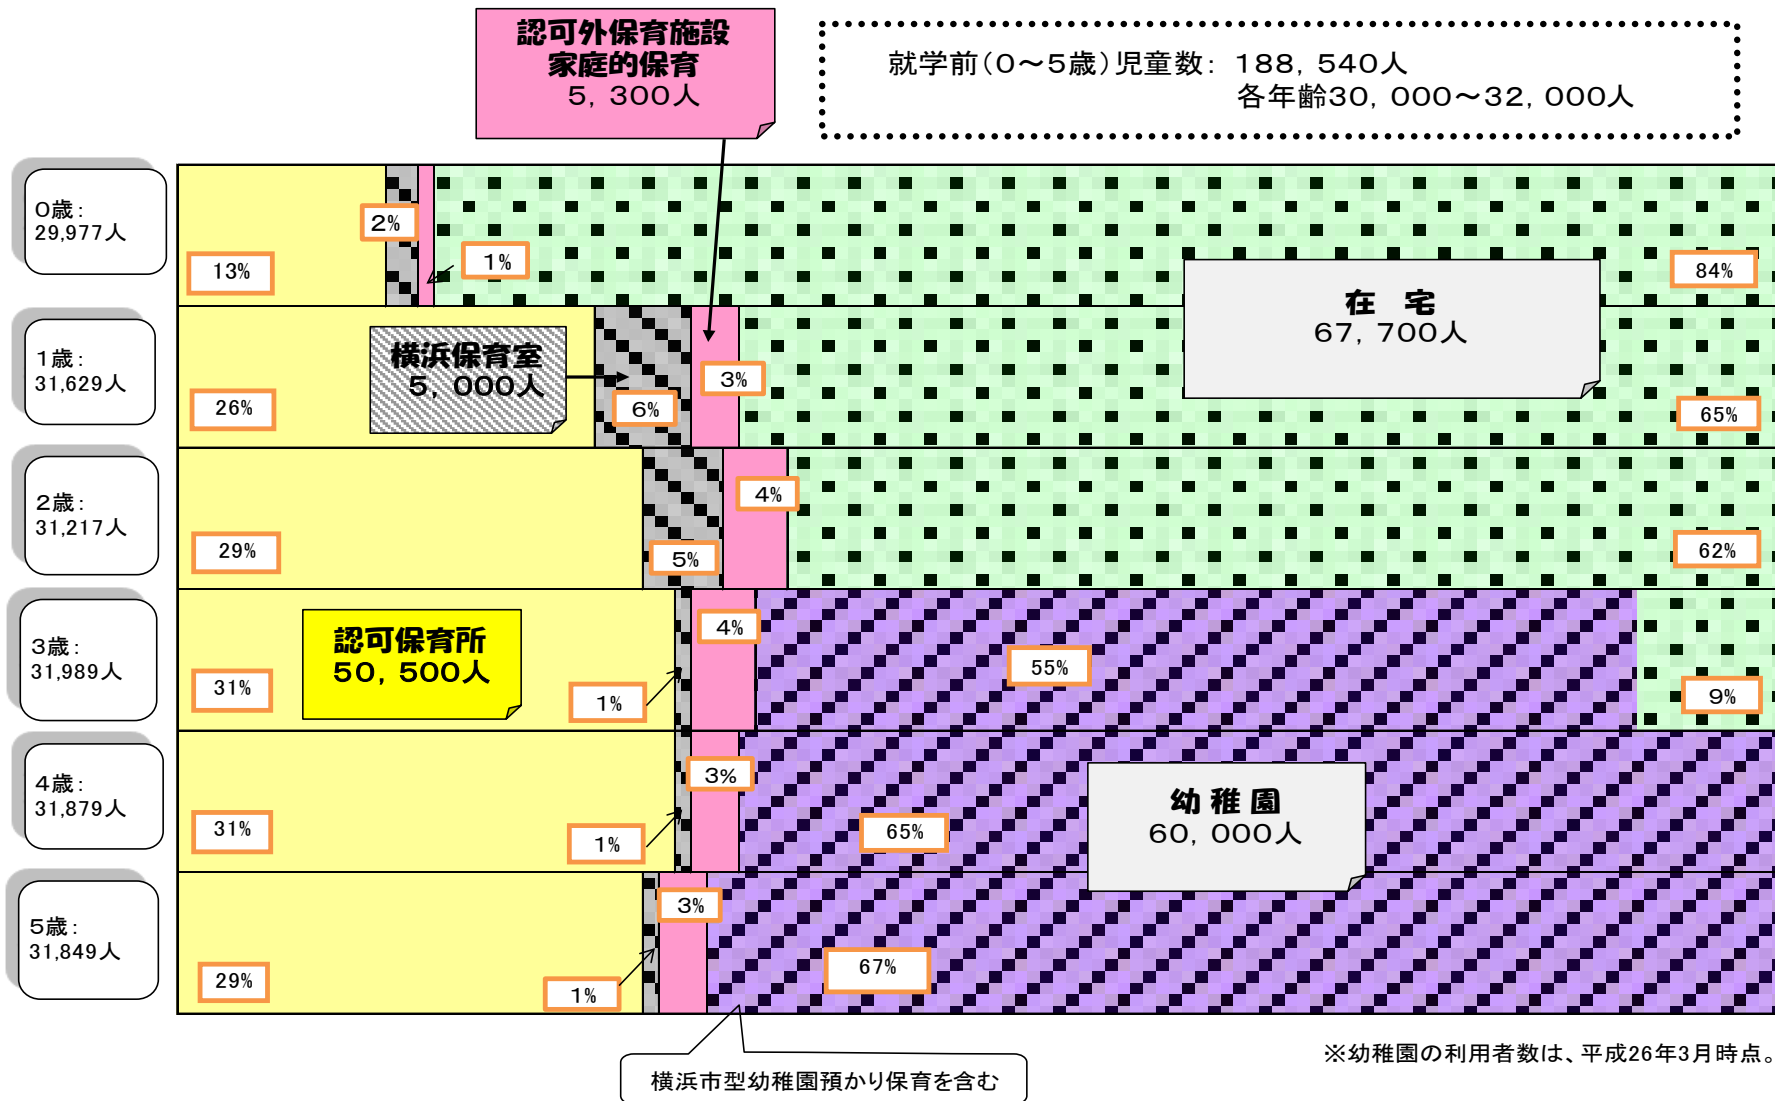 認可外保育施設
家庭的保育
5,300人
就学前(0～5歳)児童数: 188,540人
各年齢30,000～32,000人
0歳:
29,977人
13%
2%
1%
84%
在 宅
67,700人
1歳:
31,629人
26%
横浜保育室
5,000人
6%
3%
65%
2歳:
31,217人
29%
5%
4%
62%
3歳:
31,989人
31%
認可保育所
50,500人
1%
4%
55%
9%
4歳:
31,879人
31%
1%
3%
65%
幼稚園
60,000人
5歳:
31,849人
29%
1%
3%
67%
横浜市型幼稚園預かり保育を含む
※幼稚園の利用者数は、平成26年3月時点。